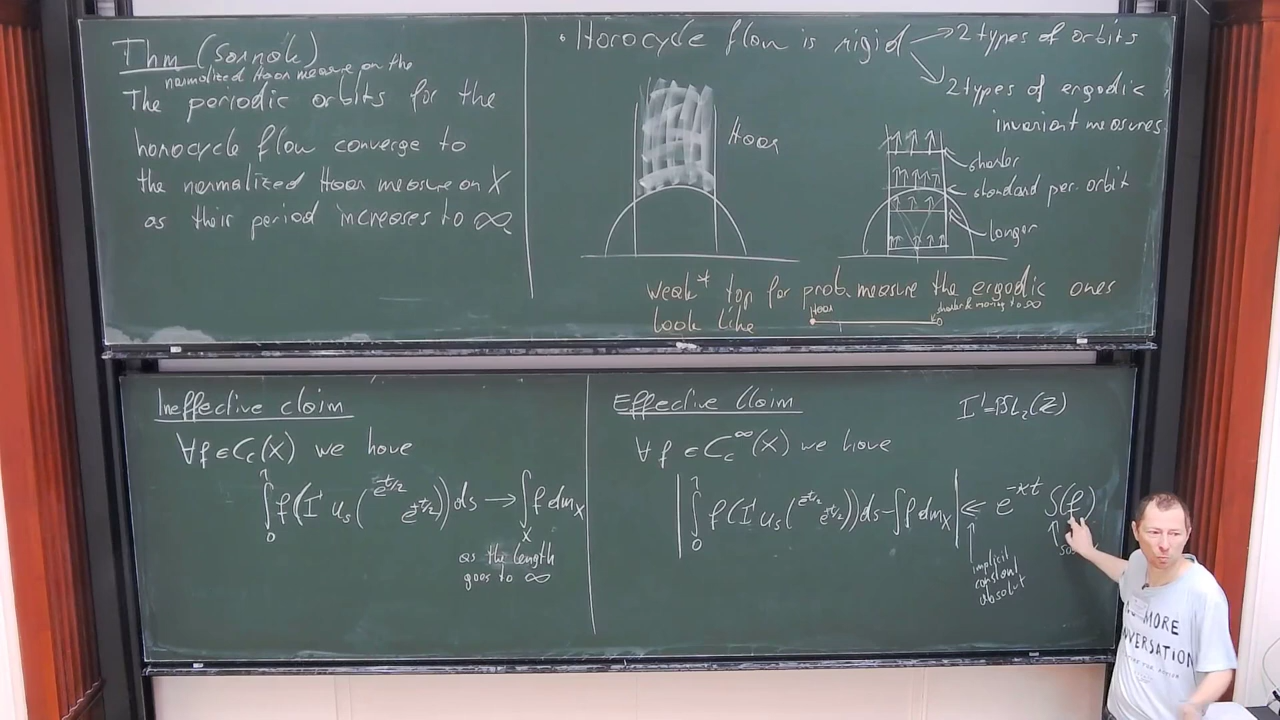 Thm (Sarnak)
normalized Haar measure on the
The periodic orbits for the
horocycle flow converge to
the normalized Haar measure on X
as their period increases to ∞
• Horocycle flow is rigid → 2 types of orbits
→ 2 types of ergodic
invariant measures
Haar
shorter
standard per. orbit
longer
weak* top for prob. measure the ergodic ones
look like
Haar
shorter & moving to ∞
Ineffective claim
∀f∈C_c(X) we have
∫_0^1 f(Γ u_s (e^{t/2} e^{-t/2})) ds → ∫_X f dm_X
as the length
goes to ∞
Effective Claim
Γ=PSL_2(Z)
∀f∈C_c^∞(X) we have
|∫_0^1 f(Γ u_s (e^{t/2} e^{-t/2})) ds - ∫ f dm_X| ≪ e^{-κt} S(f)
implicit
constant
absolut
MORE